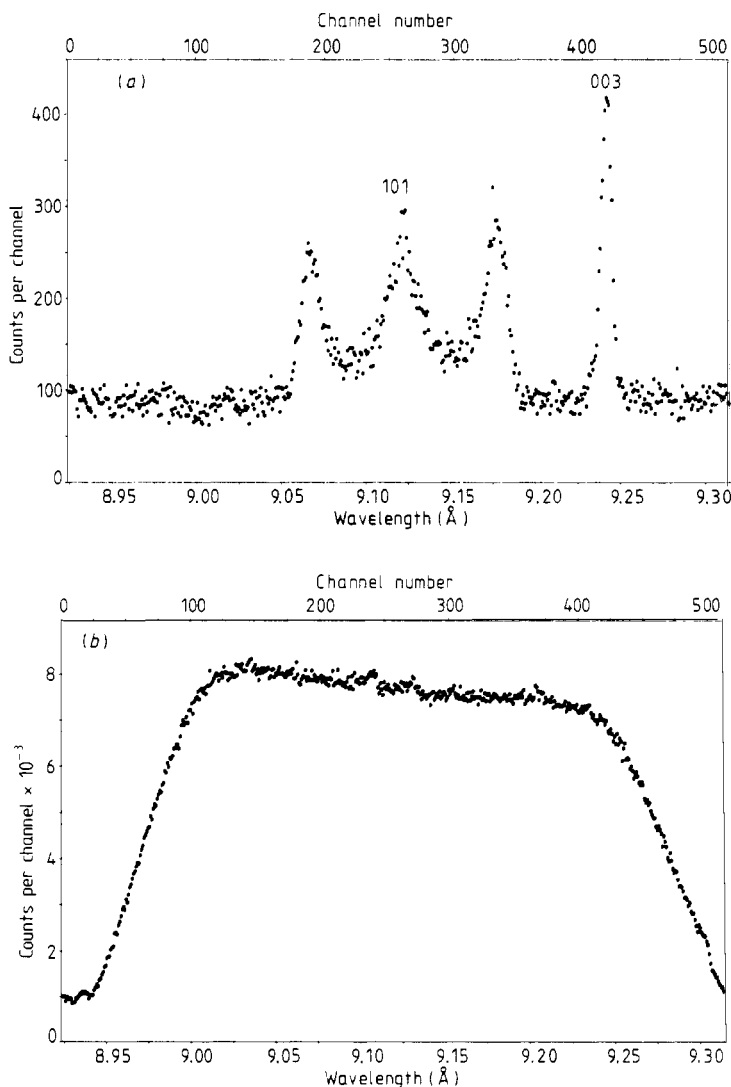 Channel number
0 100 200 300 400 500
(a)
003
400
101
300
200
100
0
Counts per channel
8.95 9.00 9.05 9.10 9.15 9.20 9.25 9.30
Wavelength (Å)
Channel number
0 100 200 300 400 500
(b)
8
6
4
2
0
Counts per channel × 10⁻³
8.95 9.00 9.05 9.10 9.15 9.20 9.25 9.30
Wavelength (Å)